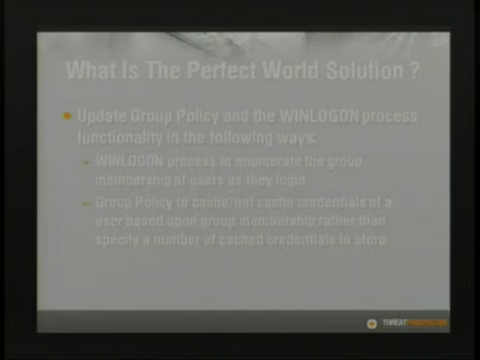 What Is The Perfect World Solution ?
Update Group Policy and the WINLOGON process
functionality in the following ways:
– WINLOGON process to enumerate the group
membership of users as they login
– Group Policy to cache/not cache credentials of a
user based upon group membership rather than
specify a number of cached credentials to store
THREAT